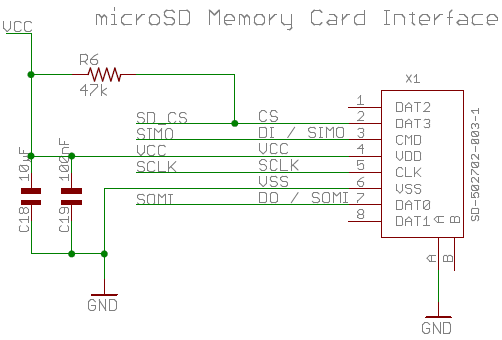 microSD Memory Card Interface
VCC
R6
47k
X1
1 DAT2
SD_CS CS 2 DAT3
SIMO DI / SIMO 3 CMD
VCC VCC 4 VDD
SCLK SCLK 5 CLK
VSS 6 VSS
SOMI DO / SOMI 7 DAT0
8 DAT1
A B
A B
SD-502702-003-1
10uF
100nF
C18
C19
GND
GND